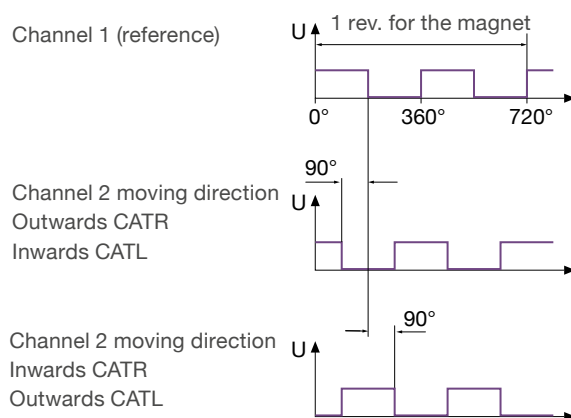 Channel 1 (reference)
U
1 rev. for the magnet
0°
360°
720°
90°
Channel 2 moving direction
Outwards CATR
Inwards CATL
U
90°
Channel 2 moving direction
Inwards CATR
Outwards CATL
U